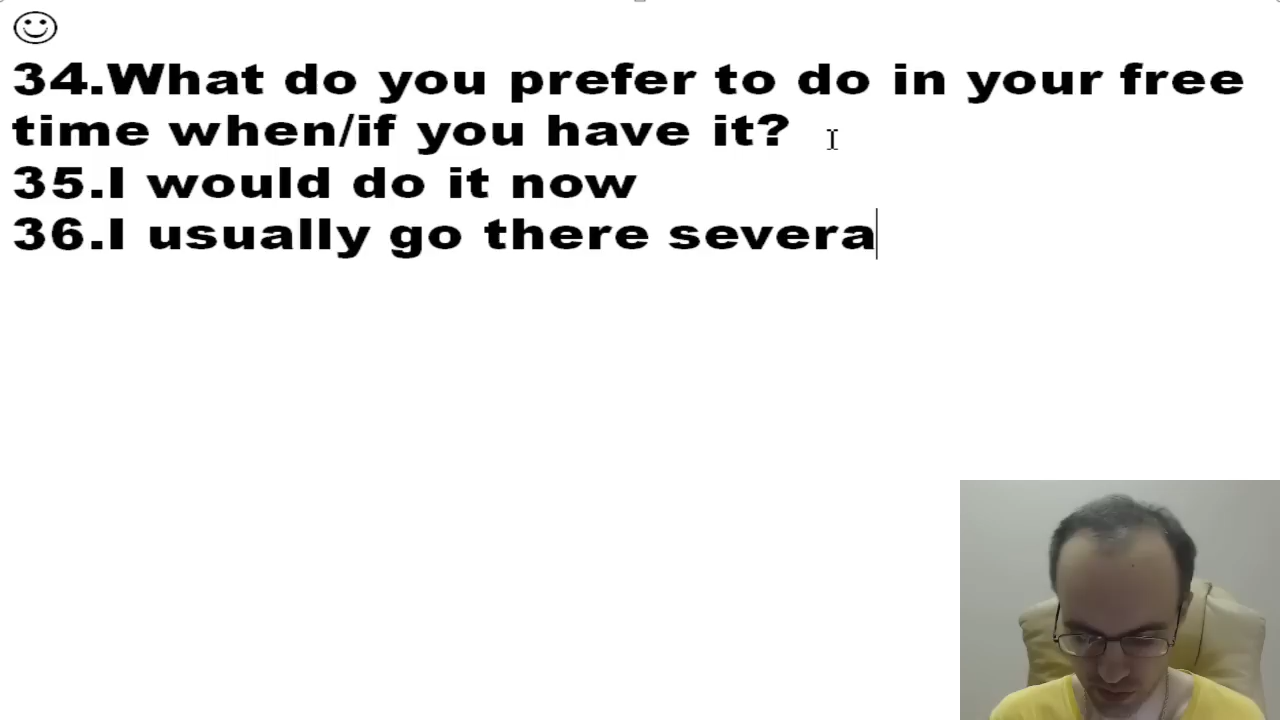 34.What do you prefer to do in your free
time when/if you have it?
35.I would do it now
36.I usually go there severa